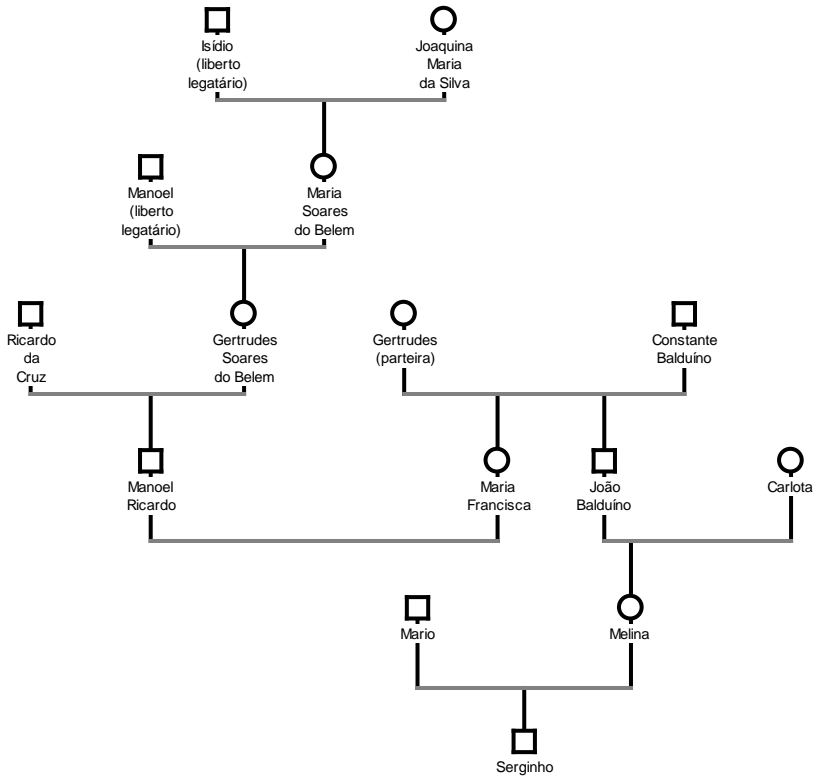 Isídio
(liberto
legatário)
Joaquina
Maria
da Silva
Manoel
(liberto
legatário)
Maria
Soares
do Belem
Ricardo
da
Cruz
Gertrudes
Soares
do Belem
Gertrudes
(parteira)
Constante
Balduíno
Manoel
Ricardo
Maria
Francisca
João
Balduíno
Carlota
Mario
Melina
Serginho